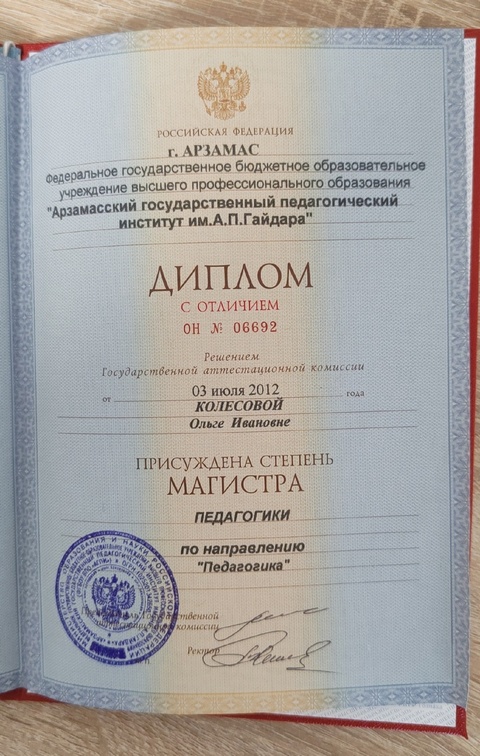 РОССИЙСКАЯ ФЕДЕРАЦИЯ
г. АРЗАМАС
Федеральное государственное бюджетное образовательное
учреждение высшего профессионального образования
"Арзамасский государственный педагогический
институт им.А.П.Гайдара"
ДИПЛОМ
С ОТЛИЧИЕМ
ОН № 06692
Решением
Государственной аттестационной комиссии
от 03 июля 2012 года
КОЛЕСОВОЙ
Ольге Ивановне
ПРИСУЖДЕНА СТЕПЕНЬ
МАГИСТРА
ПЕДАГОГИКИ
по направлению
"Педагогика"
Государственной
комиссии
Ректор